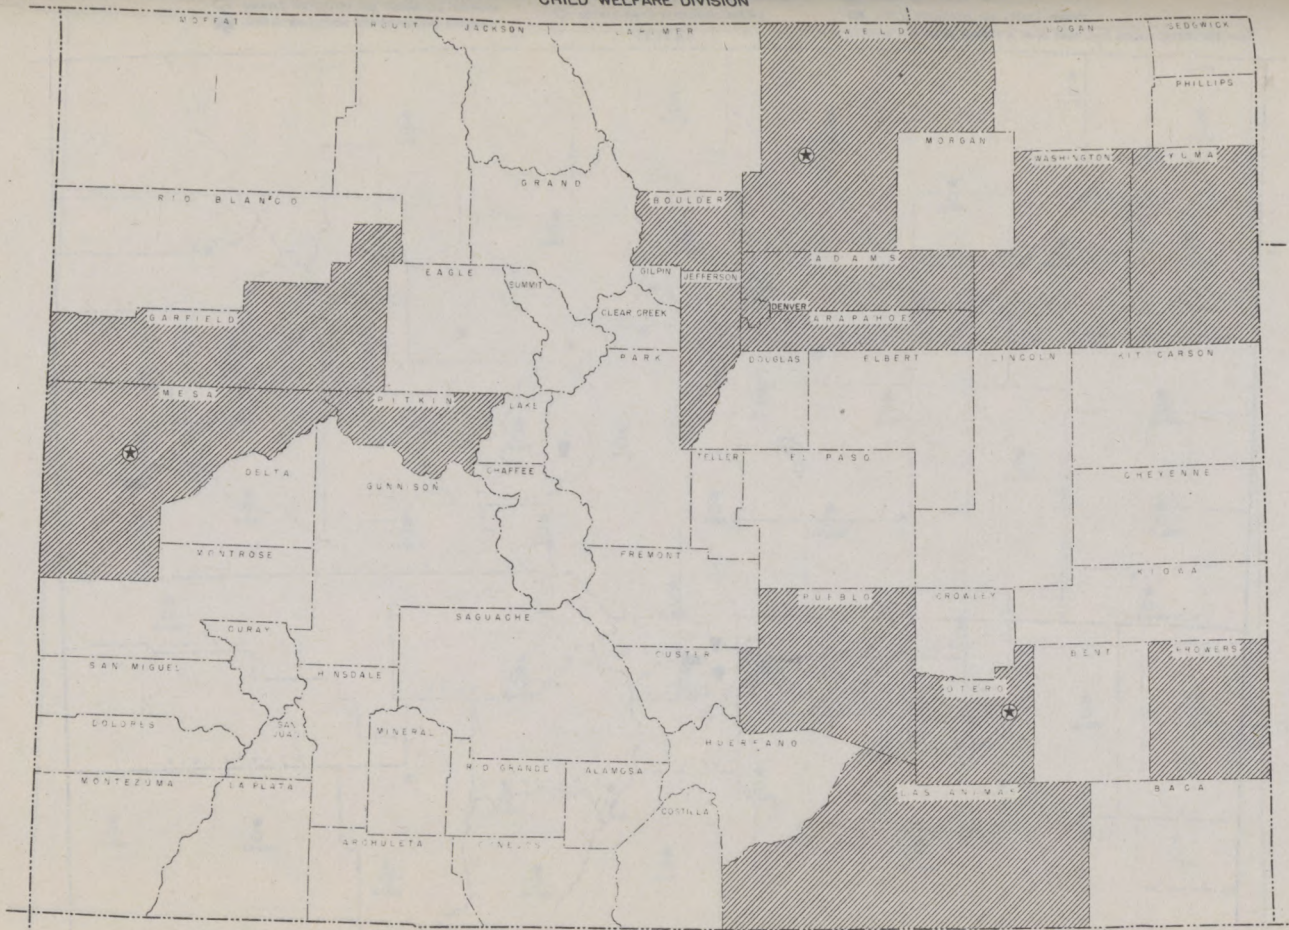 CHILD WELFARE DIVISION
MOFFAT
ROUTT
JACKSON
LARIMER
WELD
LOGAN
SEDGWICK
PHILLIPS
MORGAN
WASHINGTON
YUMA
RIO BLANCO
GRAND
BOULDER
GILPIN
JEFFERSON
ADAMS
DENVER
ARAPAHOE
EAGLE
SUMMIT
CLEAR CREEK
GARFIELD
PARK
DOUGLAS
ELBERT
LINCOLN
KIT CARSON
MESA
PITKIN
LAKE
CHAFFEE
TELLER
EL PASO
CHEYENNE
DELTA
GUNNISON
MONTROSE
FREMONT
KIOWA
PUEBLO
CROWLEY
OURAY
SAGUACHE
CUSTER
BENT
PROWERS
SAN MIGUEL
HINSDALE
OTERO
DOLORES
SAN JUAN
MINERAL
HUERFANO
RIO GRANDE
ALAMOSA
MONTEZUMA
LA PLATA
LAS ANIMAS
BACA
COSTILLA
ARCHULETA
CONEJOS